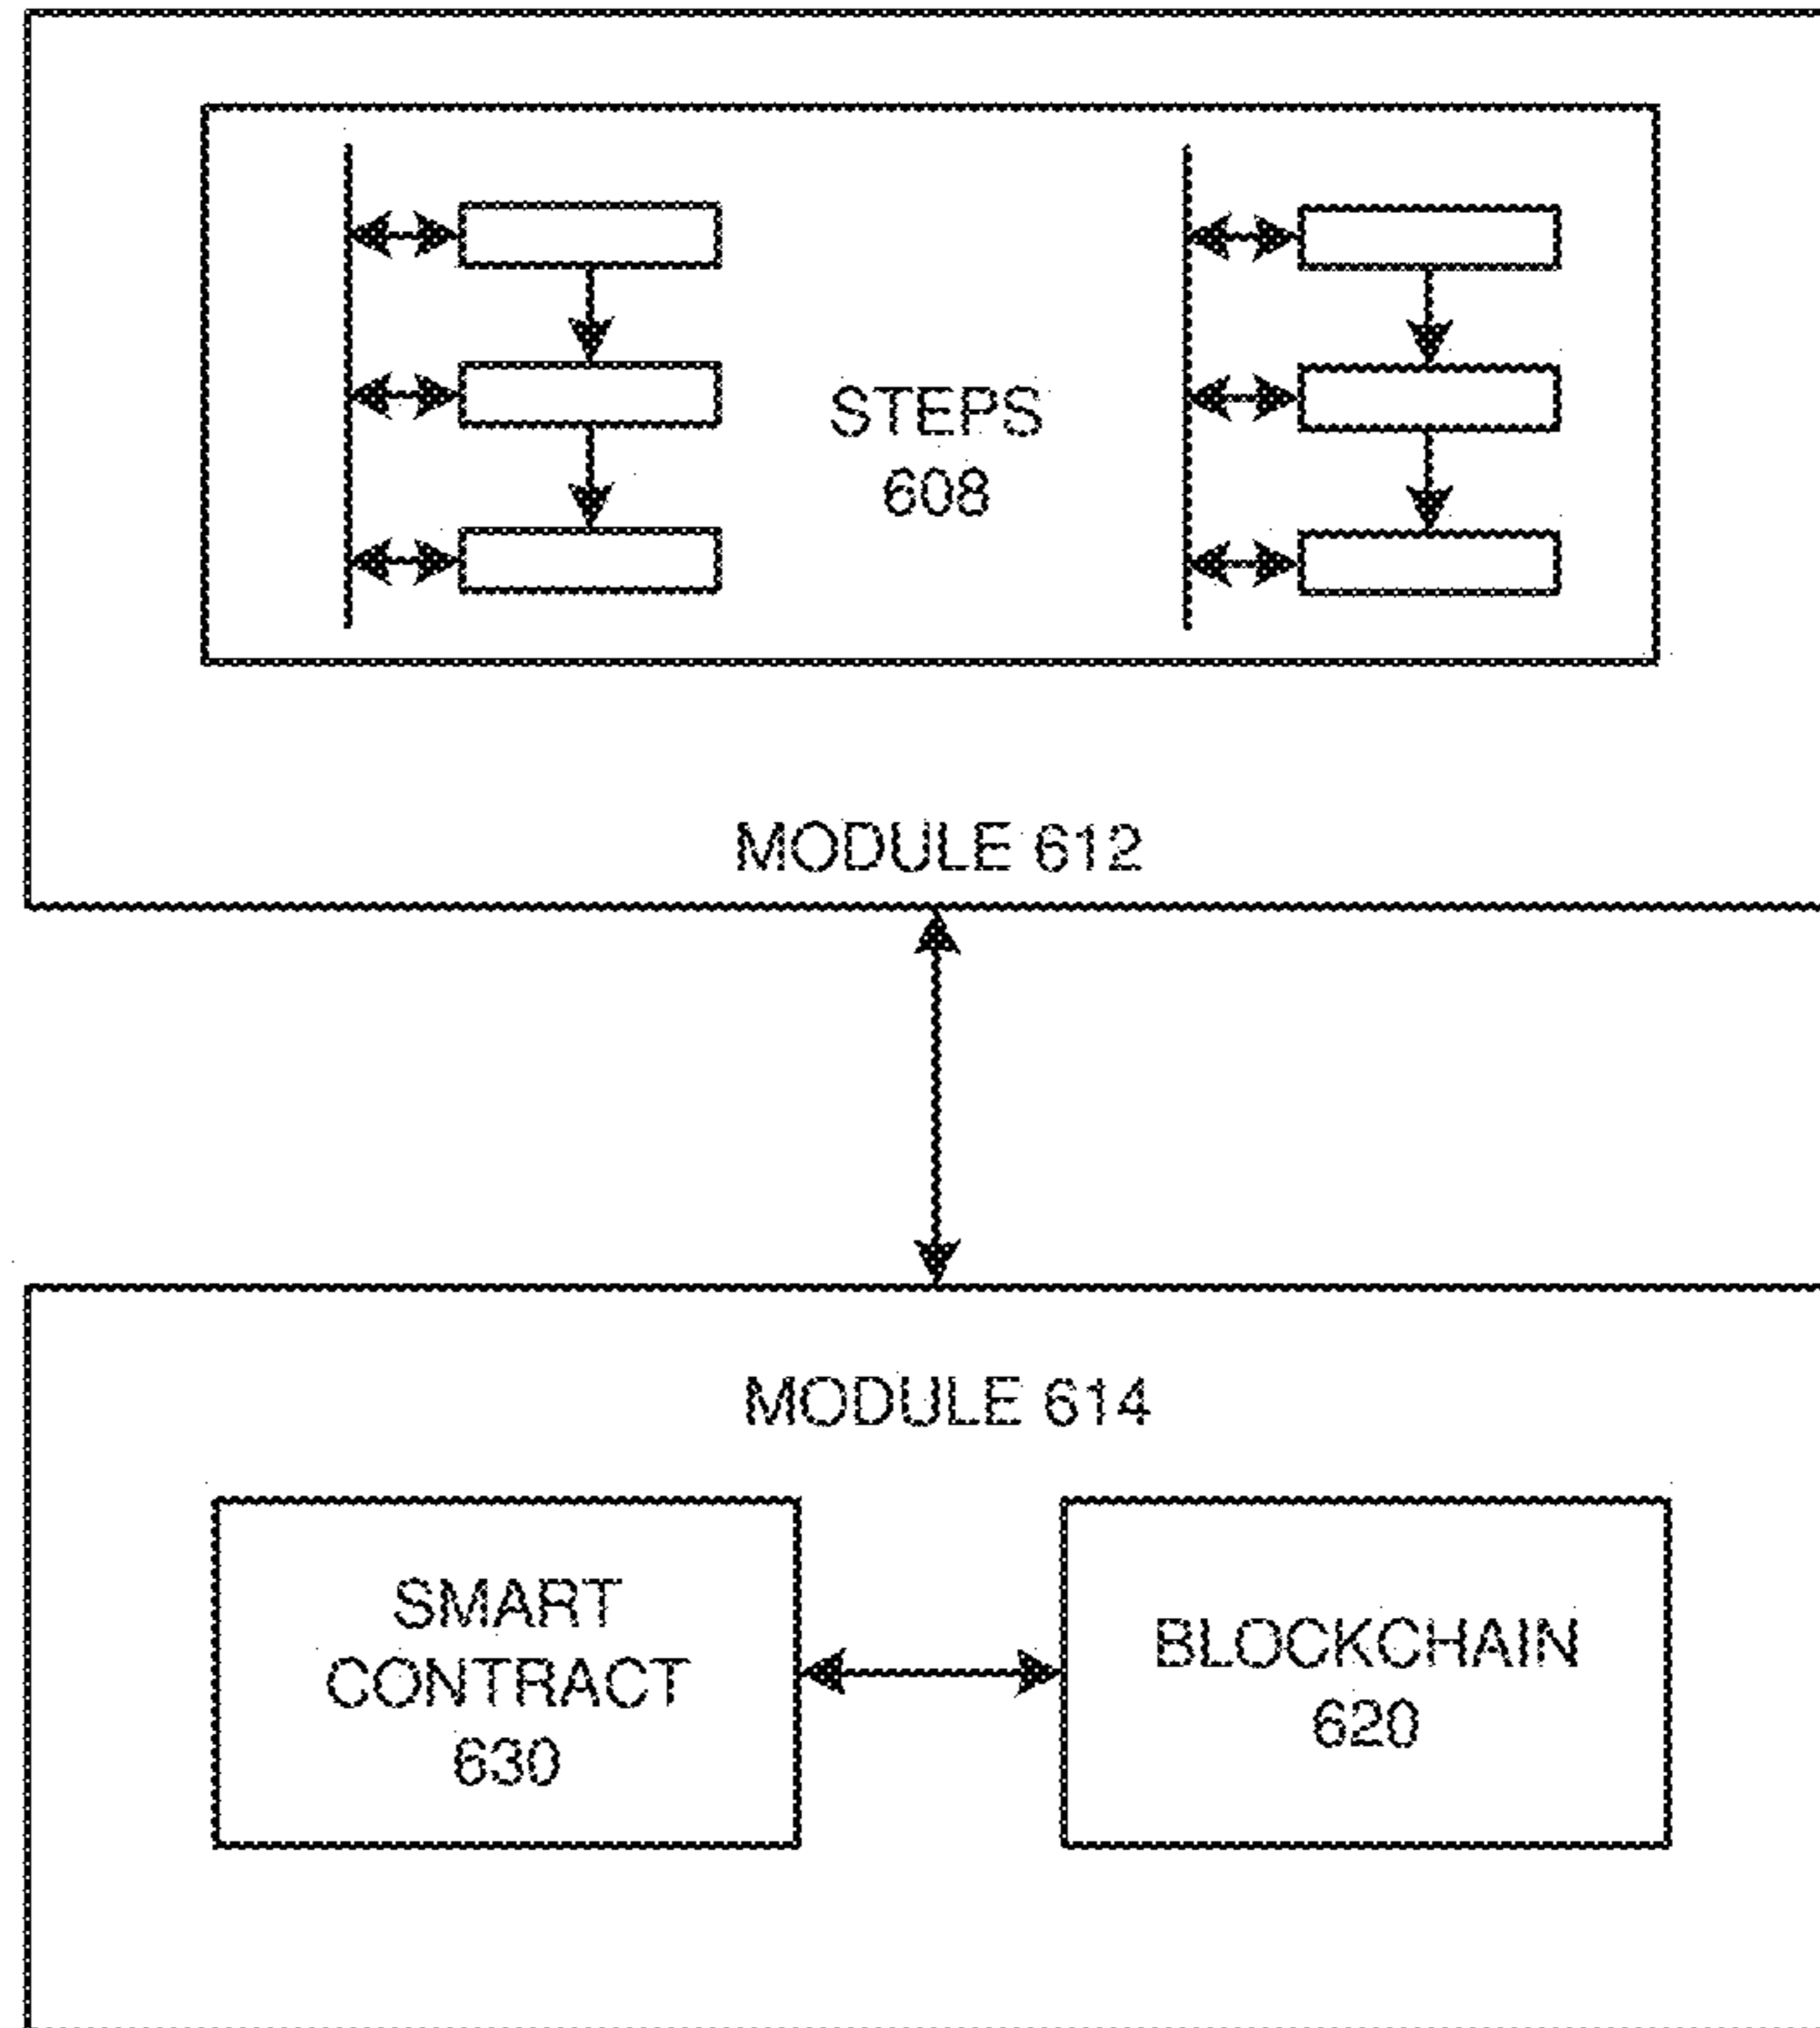 STEPS
608
MODULE 612
MODULE 614
SMART
CONTRACT
630
BLOCKCHAIN
620